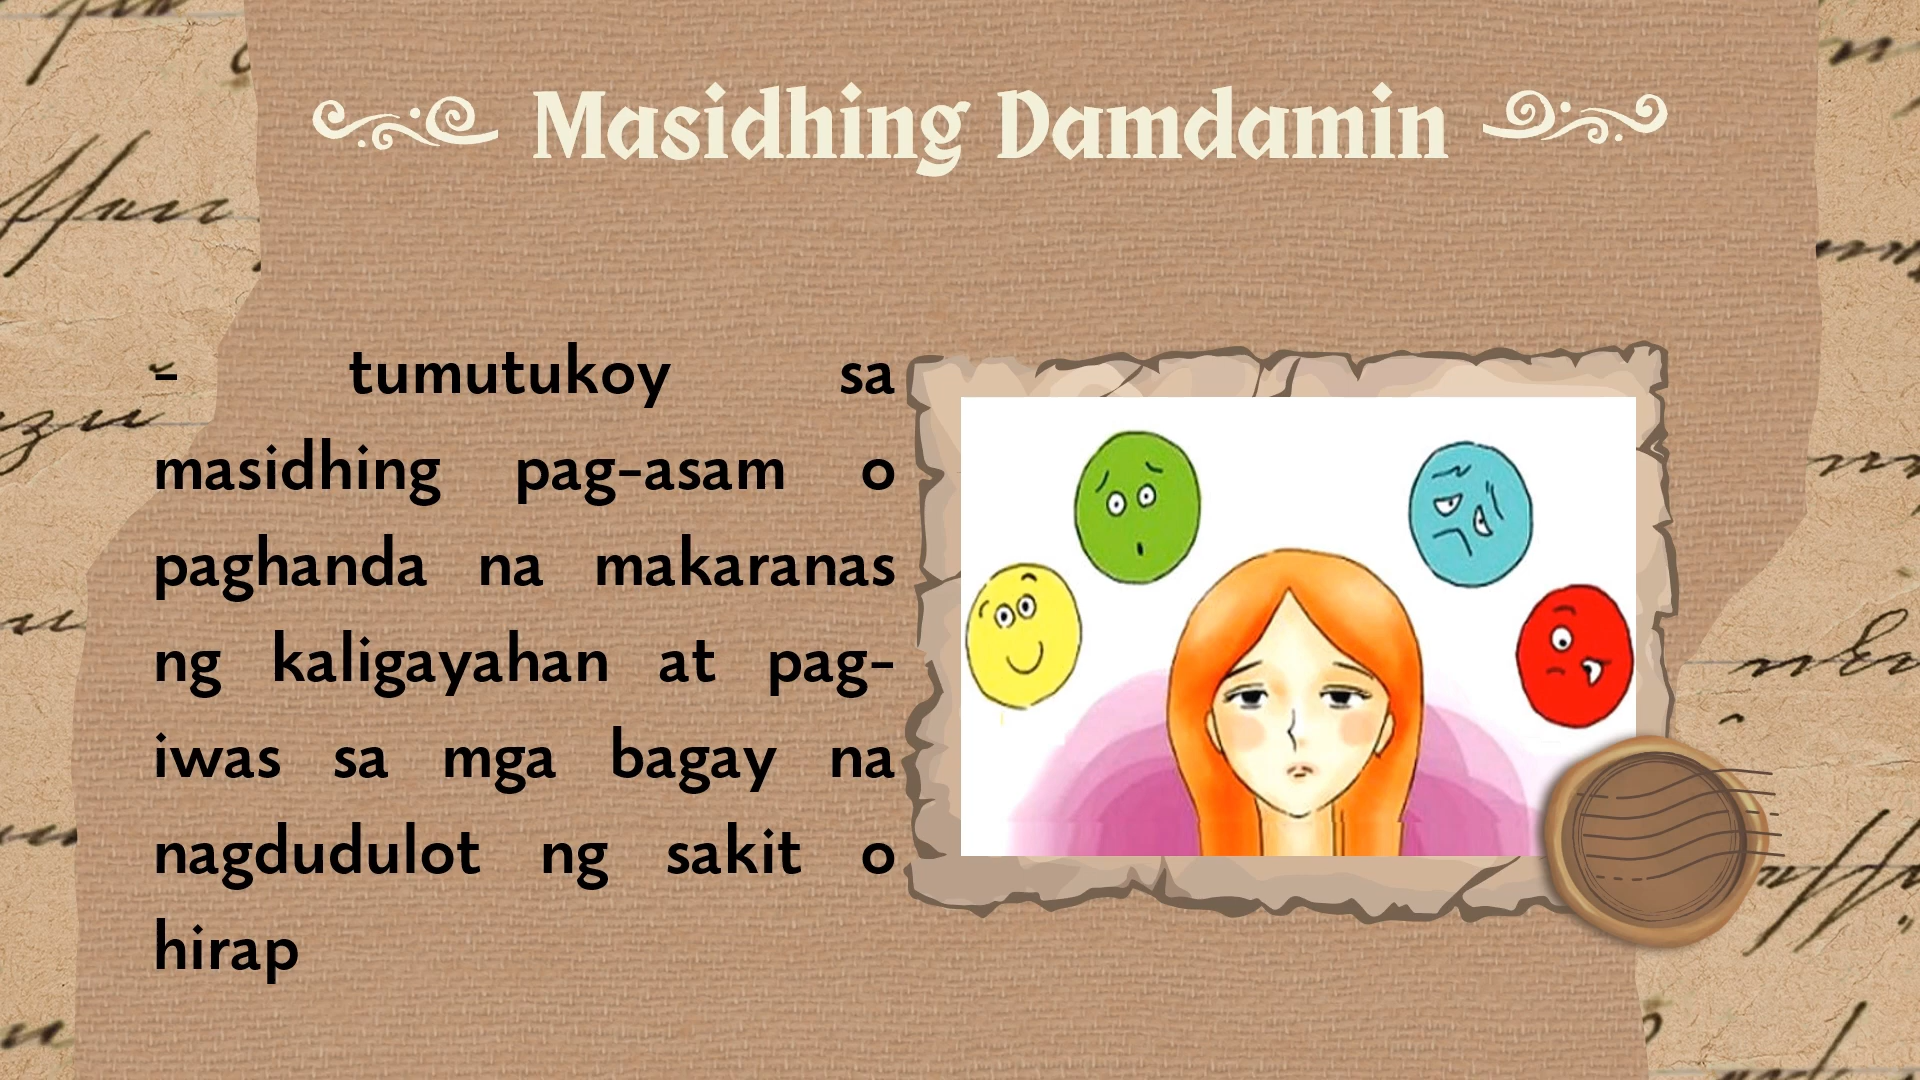 Masidhing Damdamin
- tumutukoy sa
masidhing pag-asam o
paghanda na makaranas
ng kaligayahan at pag-
iwas sa mga bagay na
nagdudulot ng sakit o
hirap